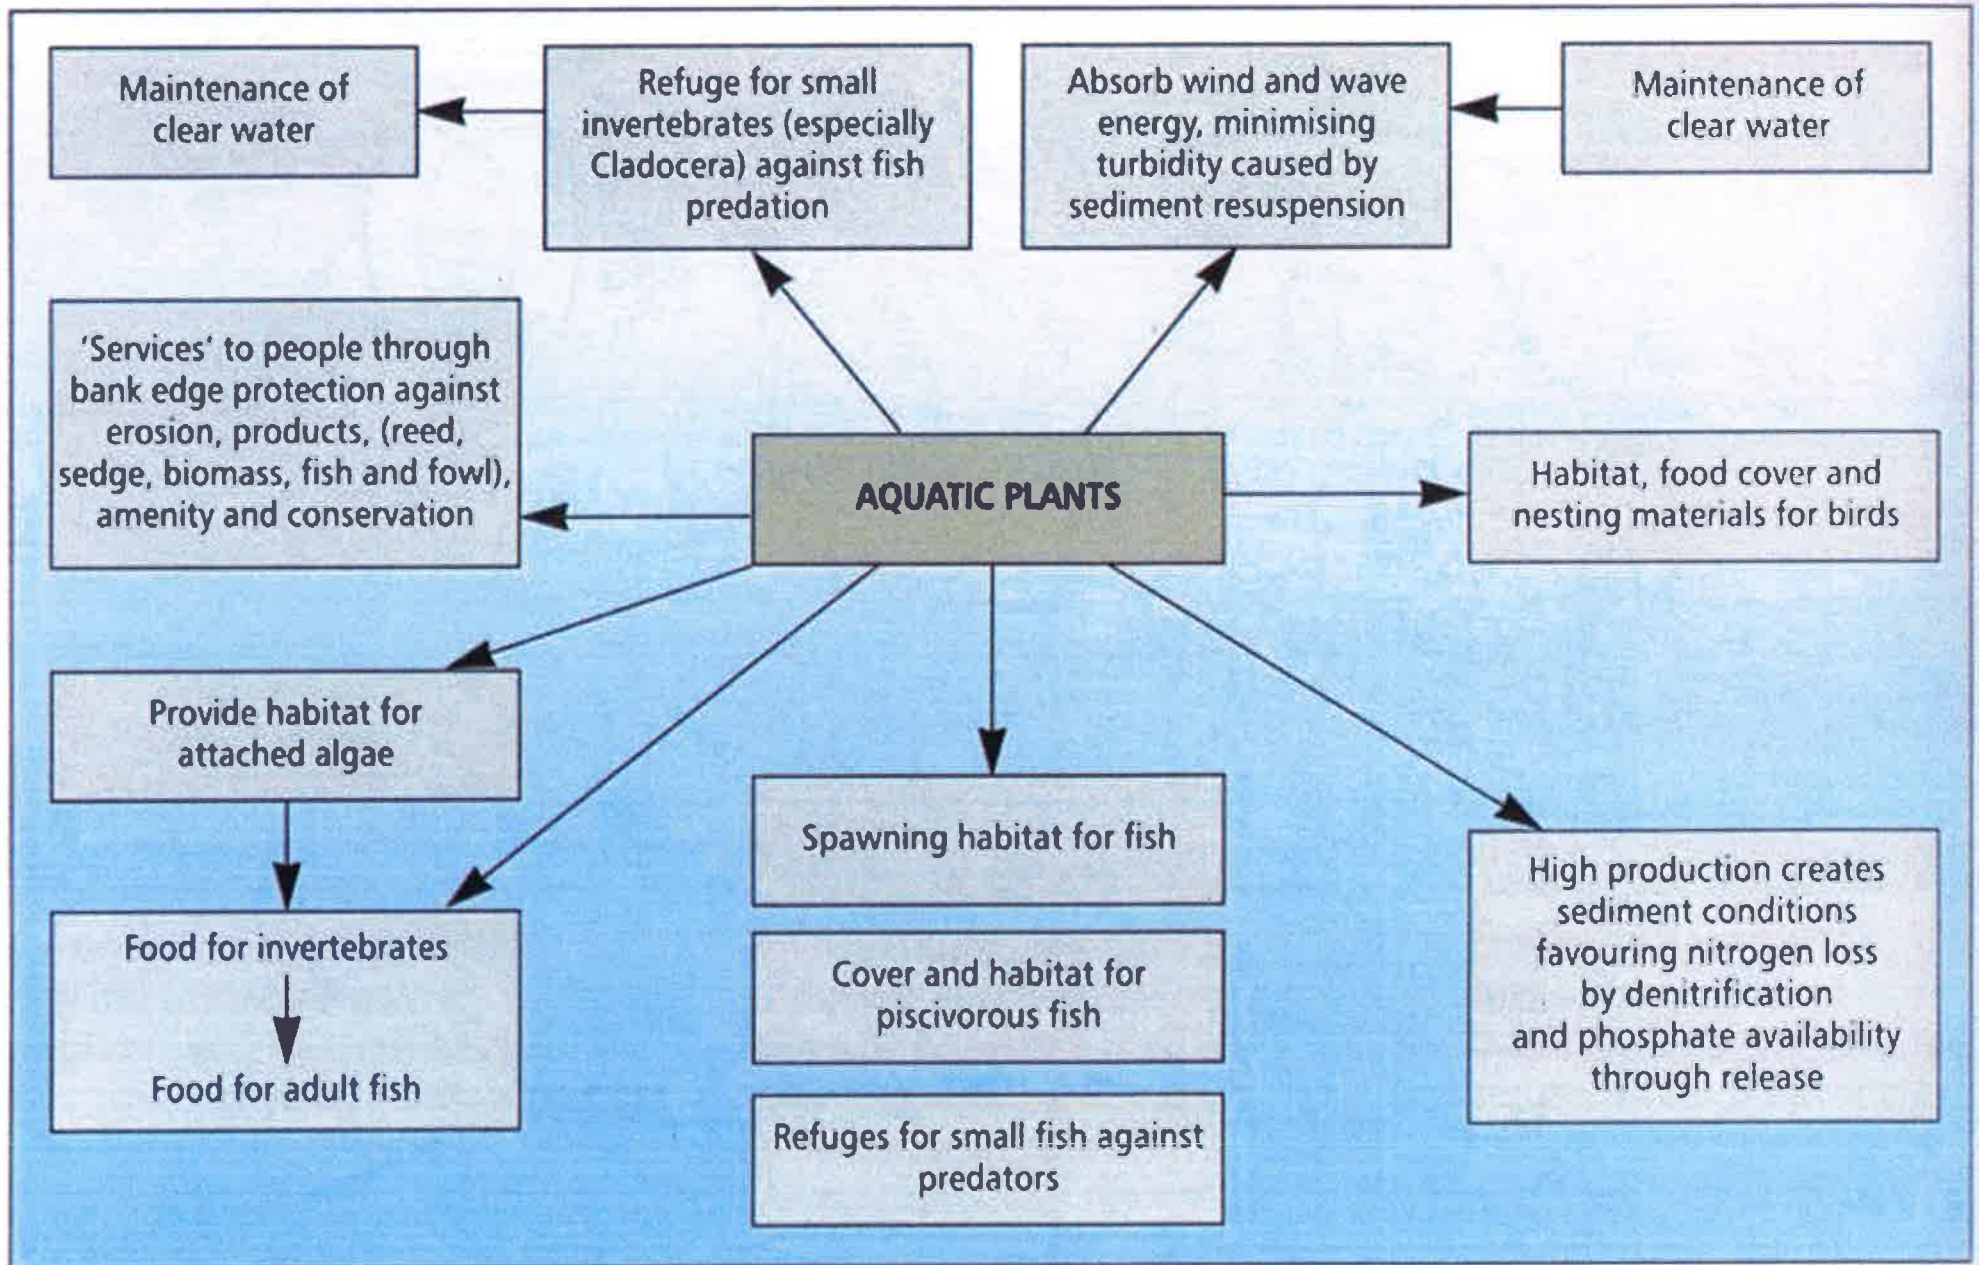 Maintenance of
clear water
Refuge for small
invertebrates (especially
Cladocera) against fish
predation
Absorb wind and wave
energy, minimising
turbidity caused by
sediment resuspension
Maintenance of
clear water
'Services' to people through
bank edge protection against
erosion, products, (reed,
sedge, biomass, fish and fowl),
amenity and conservation
AQUATIC PLANTS
Habitat, food cover and
nesting materials for birds
Provide habitat for
attached algae
Food for invertebrates
Food for adult fish
Spawning habitat for fish
Cover and habitat for
piscivorous fish
Refuges for small fish against
predators
High production creates
sediment conditions
favouring nitrogen loss
by denitrification
and phosphate availability
through release